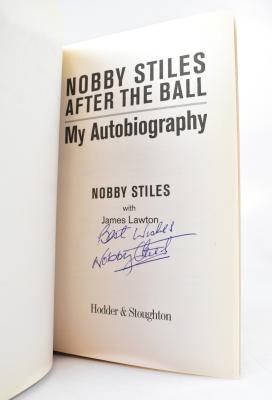 NOBBY STILES
AFTER THE BALL
My Autobiography
NOBBY STILES
with
James Lawton
Best Wishes
Nobby Stiles
Hodder & Stoughton